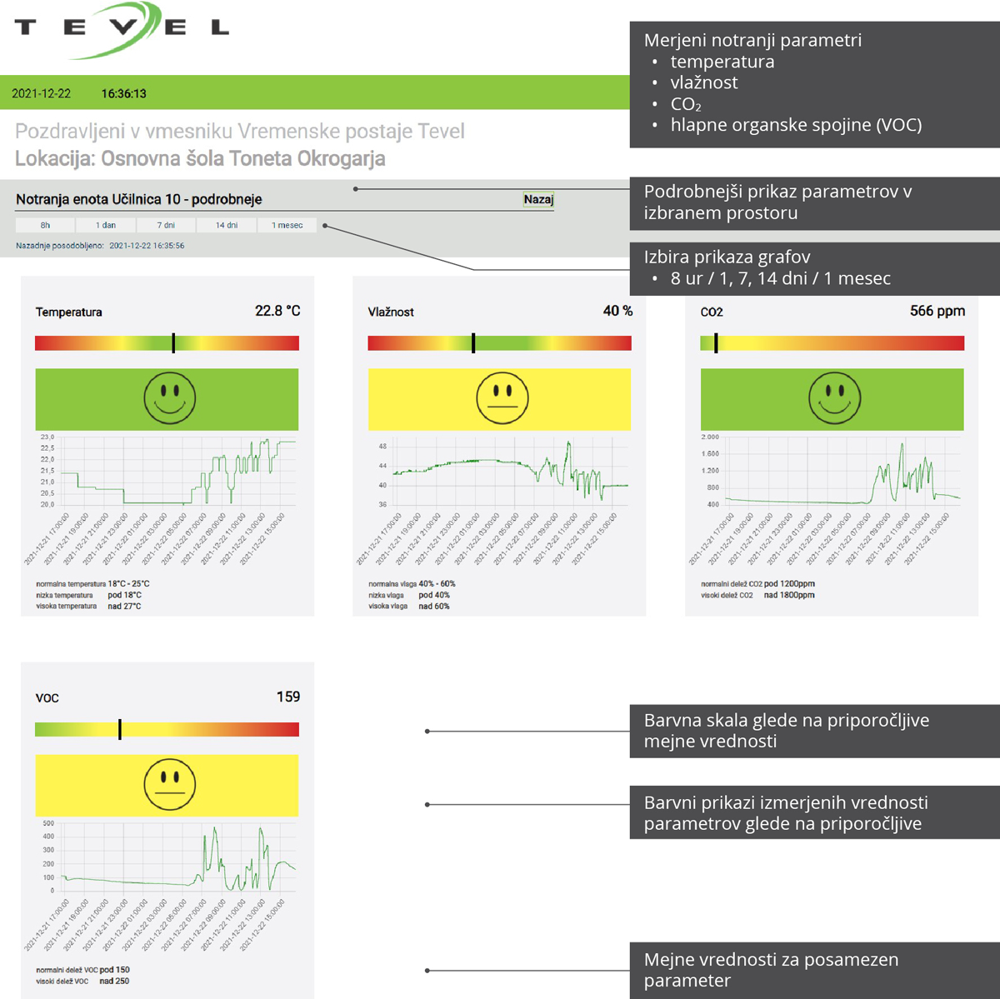 TEVEL
2021-12-22 16:36:13
Pozdravljeni v vmesniku Vremenske postaje Tevel
Lokacija: Osnovna šola Toneta Okrogarja
Merjeni notranji parametri
• temperatura
• vlažnost
• CO₂
• hlapne organske spojine (VOC)
Notranja enota Učilnica 10 - podrobneje
Nazaj
Podrobnejši prikaz parametrov v
izbranem prostoru
8h 1 dan 7 dni 14 dni 1 mesec
Nazadnje posodobljeno: 2021-12-22 16:35:56
Izbira prikaza grafov
• 8 ur / 1, 7, 14 dni / 1 mesec
Temperatura 22.8 °C
23,0
22,5
22,0
21,5
21,0
20,5
20,0
2021-12-21 17:00:00
2021-12-21 19:00:00
2021-12-21 21:00:00
2021-12-21 23:00:00
2021-12-22 01:00:00
2021-12-22 03:00:00
2021-12-22 05:00:00
2021-12-22 07:00:00
2021-12-22 09:00:00
2021-12-22 11:00:00
2021-12-22 13:00:00
2021-12-22 15:00:00
normalna temperatura 18°C - 25°C
nizka temperatura pod 18°C
visoka temperatura nad 27°C
Vlažnost 40 %
48
44
40
36
2021-12-21 17:00:00
2021-12-21 19:00:00
2021-12-21 21:00:00
2021-12-21 23:00:00
2021-12-22 01:00:00
2021-12-22 03:00:00
2021-12-22 05:00:00
2021-12-22 07:00:00
2021-12-22 09:00:00
2021-12-22 11:00:00
2021-12-22 13:00:00
2021-12-22 15:00:00
normalna vlaga 40% - 60%
nizka vlaga pod 40%
visoka vlaga nad 60%
CO2 566 ppm
2.000
1.600
1.200
800
400
2021-12-21 17:00:00
2021-12-21 19:00:00
2021-12-21 21:00:00
2021-12-21 23:00:00
2021-12-22 01:00:00
2021-12-22 03:00:00
2021-12-22 05:00:00
2021-12-22 07:00:00
2021-12-22 09:00:00
2021-12-22 11:00:00
2021-12-22 13:00:00
2021-12-22 15:00:00
normalni delež CO2 pod 1200ppm
visoki delež CO2 nad 1800ppm
VOC 159
500
400
300
200
100
0
2021-12-21 17:00:00
2021-12-21 19:00:00
2021-12-21 21:00:00
2021-12-21 23:00:00
2021-12-22 01:00:00
2021-12-22 03:00:00
2021-12-22 05:00:00
2021-12-22 07:00:00
2021-12-22 09:00:00
2021-12-22 11:00:00
2021-12-22 13:00:00
2021-12-22 15:00:00
normalni delež VOC pod 150
visoki delež VOC nad 250
Barvna skala glede na priporočljive
mejne vrednosti
Barvni prikazi izmerjenih vrednosti
parametrov glede na priporočljive
Mejne vrednosti za posamezen
parameter